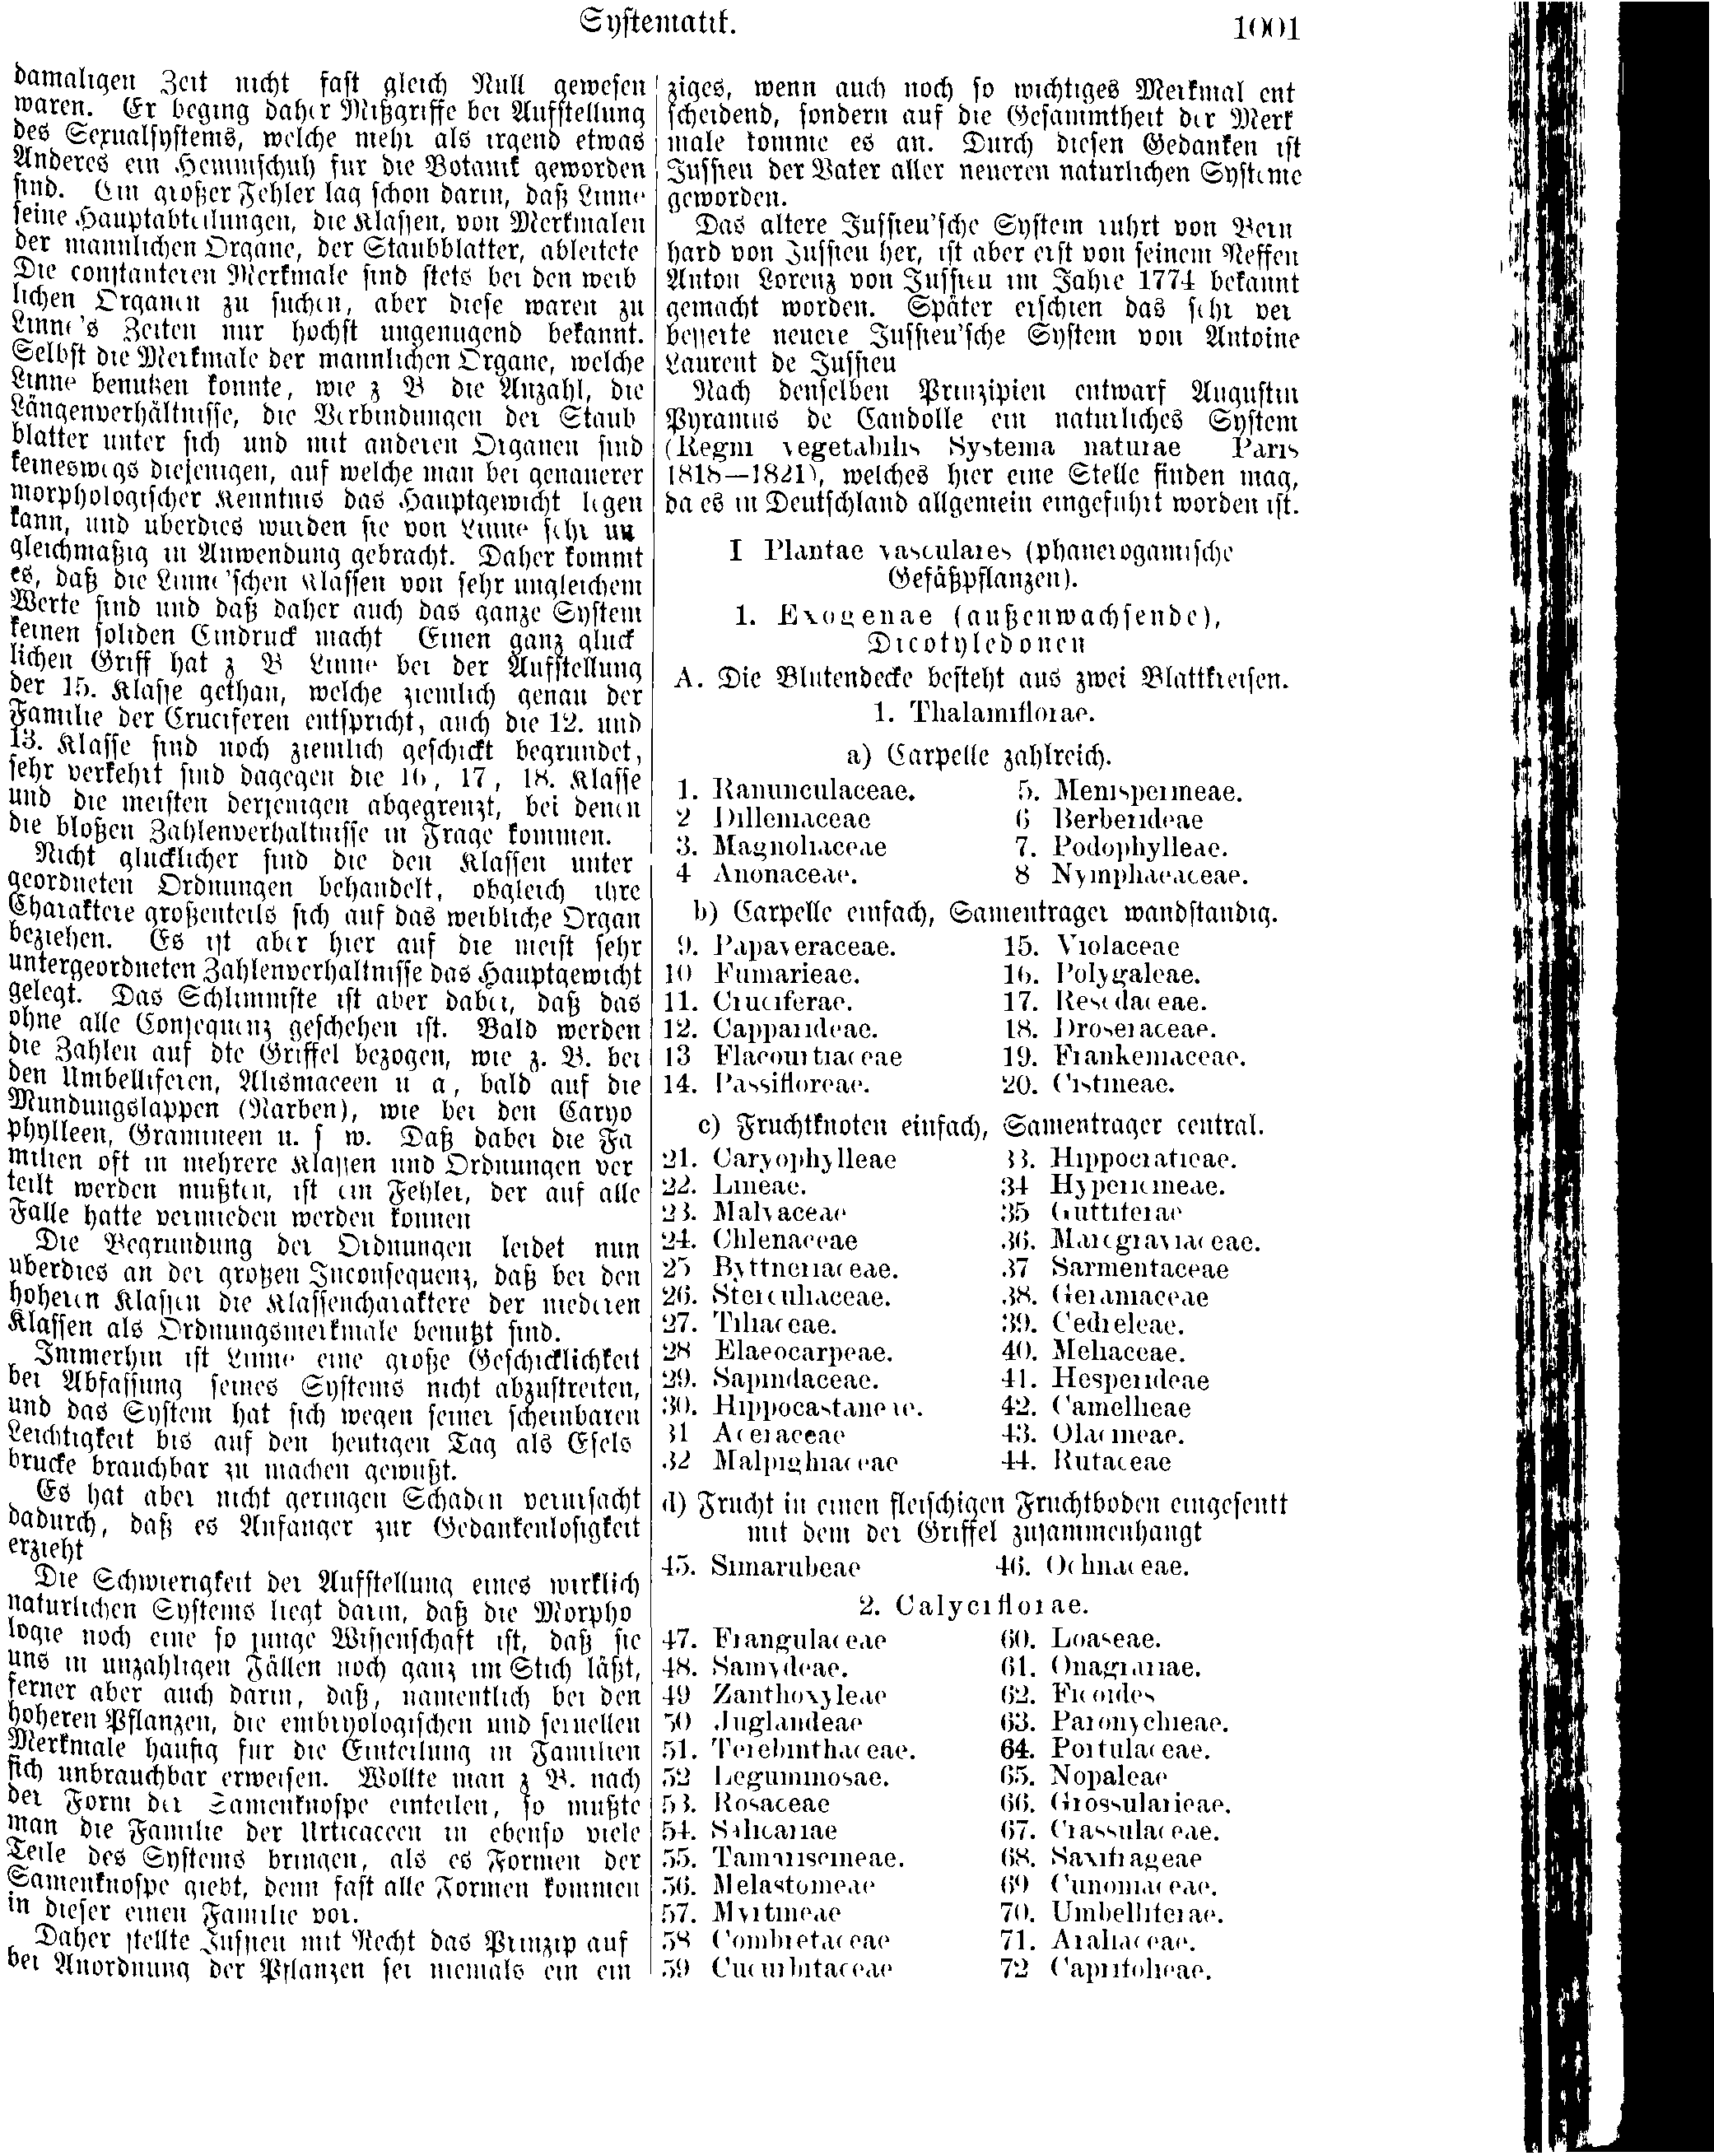 Systematik. 1001
damaligen Zeit nicht fast gleich Null gewesen
waren. Er beging daher Mißgriffe bei Aufstellung
des Sexualsystems, welche mehr als irgend etwas
Anderes ein Hemmschuh für die Botanik geworden
sind. Ein großer Fehler lag schon darin, daß Linné
seine Hauptabteilungen, die Klassen, von Merkmalen
der männlichen Organe, der Staubblätter, ableitete
Die constanteren Merkmale sind stets bei den weib
lichen Organen zu suchen, aber diese waren zu
Linné's Zeiten nur höchst ungenügend bekannt.
Selbst die Merkmale der männlichen Organe, welche
Linné benutzen konnte, wie z B die Anzahl, die
Längenverhältnisse, die Verbindungen der Staub
blätter unter sich und mit anderen Organen sind
keineswegs diejenigen, auf welche man bei genauerer
morphologischer Kenntnis das Hauptgewicht legen
kann, und überdies wurden sie von Linné sehr un
gleichmäßig in Anwendung gebracht. Daher kommt
es, daß die Linné'schen Klassen von sehr ungleichem
Werte sind und daß daher auch das ganze System
keinen soliden Eindruck macht Einen ganz glück
lichen Griff hat z B Linné bei der Aufstellung
der 15. Klasse gethan, welche ziemlich genau der
Familie der Cruciferen entspricht, auch die 12. und
13. Klasse sind noch ziemlich geschickt begründet,
sehr verkehrt sind dagegen die 16, 17, 18. Klasse
und die meisten derjenigen abgegrenzt, bei denen
die bloßen Zahlenverhältnisse in Frage kommen.
Nicht glücklicher sind die den Klassen unter
geordneten Ordnungen behandelt, obgleich ihre
Charaktere großenteils sich auf das weibliche Organ
beziehen. Es ist aber hier auf die meist sehr
untergeordneten Zahlenverhältnisse das Hauptgewicht
gelegt. Das Schlimmste ist aber dabei, daß das
ohne alle Consequenz geschehen ist. Bald werden
die Zahlen auf die Griffel bezogen, wie z. B. bei
den Umbelliferen, Alismaceen u a, bald auf die
Mündungslappen (Narben), wie bei den Caryo
phylleen, Gramineen u. s w. Daß dabei die Fa
milien oft in mehrere Klassen und Ordnungen ver
teilt werden mußten, ist ein Fehler, der auf alle
Fälle hätte vermieden werden können
Die Begründung der Ordnungen leidet nun
überdies an der großen Inconsequenz, daß bei den
höheren Klassen die Klassencharaktere der niederen
Klassen als Ordnungsmerkmale benutzt sind.
Immerhin ist Linné eine große Geschicklichkeit
bei Abfassung seines Systems nicht abzustreiten,
und das System hat sich wegen seiner scheinbaren
Leichtigkeit bis auf den heutigen Tag als Esels
brücke brauchbar zu machen gewußt.
Es hat aber nicht geringen Schaden verursacht
dadurch, daß es Anfänger zur Gedankenlosigkeit
erzieht
Die Schwierigkeit der Aufstellung eines wirklich
natürlichen Systems liegt darin, daß die Morpho
logie noch eine so junge Wissenschaft ist, daß sie
uns in unzähligen Fällen noch ganz im Stich läßt,
ferner aber auch darin, daß, namentlich bei den
höheren Pflanzen, die embryologischen und sexuellen
Merkmale häufig für die Einteilung in Familien
sich unbrauchbar erweisen. Wollte man z B. nach
der Form der Samenknospe einteilen, so müßte
man die Familie der Urticaceen in ebenso viele
Teile des Systems bringen, als es Formen der
Samenknospe giebt, denn fast alle Formen kommen
in dieser einen Familie vor.
Daher stellte Jussieu mit Recht das Prinzip auf
bei Anordnung der Pflanzen sei niemals ein ein
ziges, wenn auch noch so wichtiges Merkmal ent
scheidend, sondern auf die Gesammtheit der Merk
male komme es an. Durch diesen Gedanken ist
Jussieu der Vater aller neueren natürlichen Systeme
geworden.
Das ältere Jussieu'sche System rührt von Bern
hard von Jussieu her, ist aber erst von seinem Neffen
Anton Lorenz von Jussieu im Jahre 1774 bekannt
gemacht worden. Später erschien das sehr ver
besserte neuere Jussieu'sche System von Antoine
Laurent de Jussieu
Nach denselben Prinzipien entwarf Augustin
Pyramus de Candolle ein natürliches System
(Regni vegetabilis Systema naturae Paris
1818—1821), welches hier eine Stelle finden mag,
da es in Deutschland allgemein eingeführt worden ist.
I Plantae vasculares (phanerogamische
Gefäßpflanzen).
1. Exogenae (außenwachsende),
Dicotyledonen
A. Die Blütendecke besteht aus zwei Blattkreisen.
1. Thalamiflorae.
a) Carpelle zahlreich.
1. Ranunculaceae. 5. Menispermeae.
2 Dilleniaceae 6 Berberideae
3. Magnoliaceae 7. Podophylleae.
4 Anonaceae. 8 Nymphaeaceae.
b) Carpelle einfach, Samenträger wandständig.
9. Papaveraceae. 15. Violaceae
10 Fumarieae. 16. Polygaleae.
11. Cruciferae. 17. Resedaceae.
12. Capparideae. 18. Droseraceae.
13 Flacourtiaceae 19. Frankeniaceae.
14. Passifloreae. 20. Cistineae.
c) Fruchtknoten einfach, Samenträger central.
21. Caryophylleae 33. Hippocraticae.
22. Lineae. 34 Hypericineae.
23. Malvaceae 35 Guttiferae
24. Chlenaceae 36. Marcgraviaceae.
25 Byttneriaceae. 37 Sarmentaceae
26. Sterculiaceae. 38. Geraniaceae
27. Tiliaceae. 39. Cedreleae.
28 Elaeocarpeae. 40. Meliaceae.
29. Sapindaceae. 41. Hesperideae
30. Hippocastaneae. 42. Camellieae
31 Aceraceae 43. Olacineae.
32 Malpighiaceae 44. Rutaceae
d) Frucht in einen fleischigen Fruchtboden eingesenkt
mit dem der Griffel zusammenhängt
45. Simarubeae 46. Ochnaceae.
2. Calyciflorae.
47. Frangulaceae 60. Loaseae.
48. Samydeae. 61. Onagrariae.
49 Zanthoxyleae 62. Ficoides
50 Juglandeae 63. Paronychieae.
51. Terebinthaceae. 64. Portulaceae.
52 Leguminosae. 65. Nopaleae
53. Rosaceae 66. Grossularieae.
54. Salicariae 67. Crassulaceae.
55. Tamariscineae. 68. Saxifrageae
56. Melastomeae 69 Cunoniaceae.
57. Myrtineae 70. Umbelliferae.
58 Combretaceae 71. Araliaceae.
59 Cucurbitaceae 72 Caprifolieae.